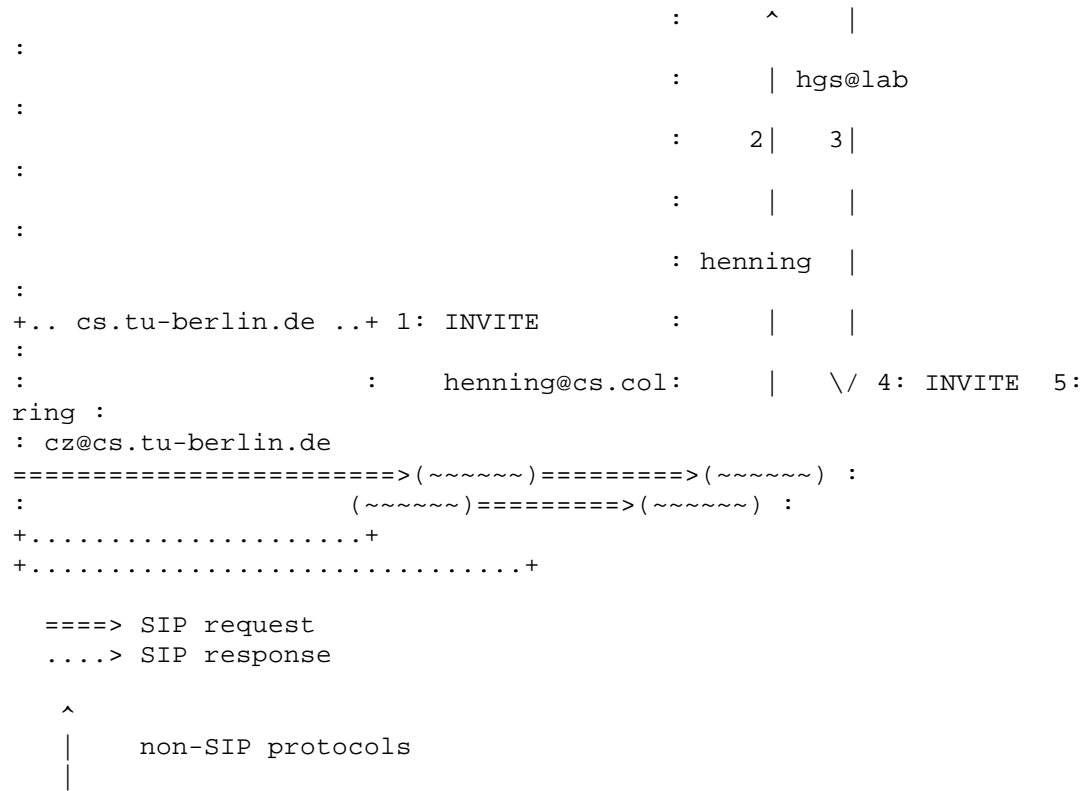 : ^ |
:
: | hgs@lab
:
: 2| 3|
:
: | |
:
: henning |
:
+.. cs.tu-berlin.de ..+ 1: INVITE : | |
:
: : henning@cs.col: | \/ 4: INVITE 5:
ring :
: cz@cs.tu-berlin.de
========================>(~~~~~~)=========>(~~~~~~) :
: (~~~~~~)=========>(~~~~~~) :
+.....................+
+...............................+
====> SIP request
....> SIP response
^
| non-SIP protocols
|